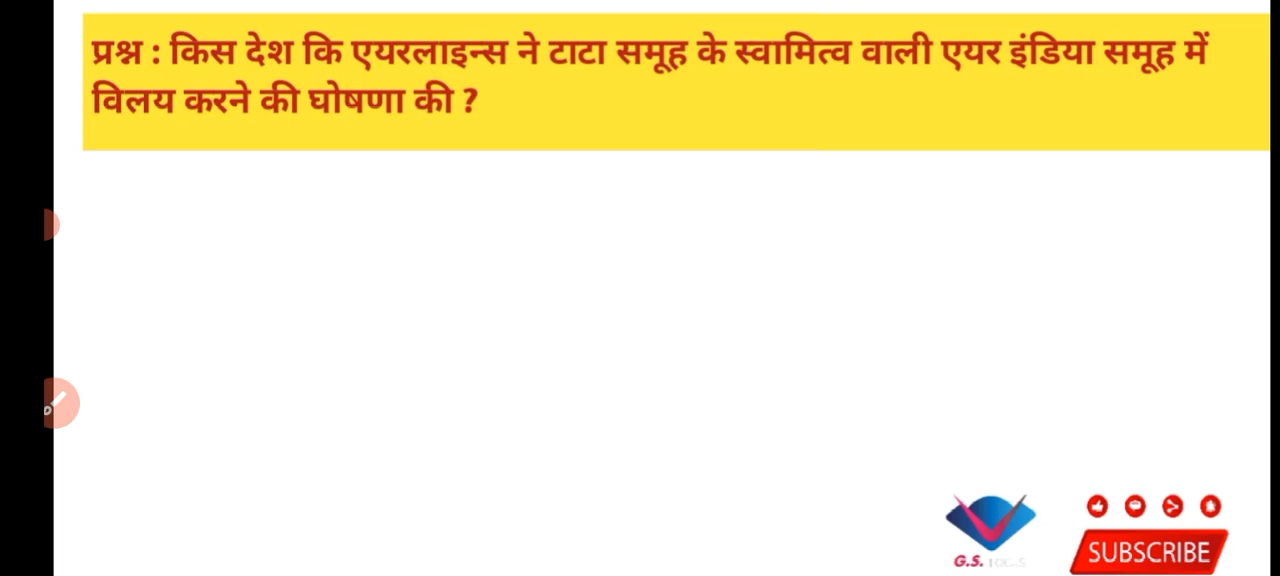 प्रश्न : किस देश कि एयरलाइन्स ने टाटा समूह के स्वामित्व वाली एयर इंडिया समूह में
विलय करने की घोषणा की ?
G.S.
SUBSCRIBE